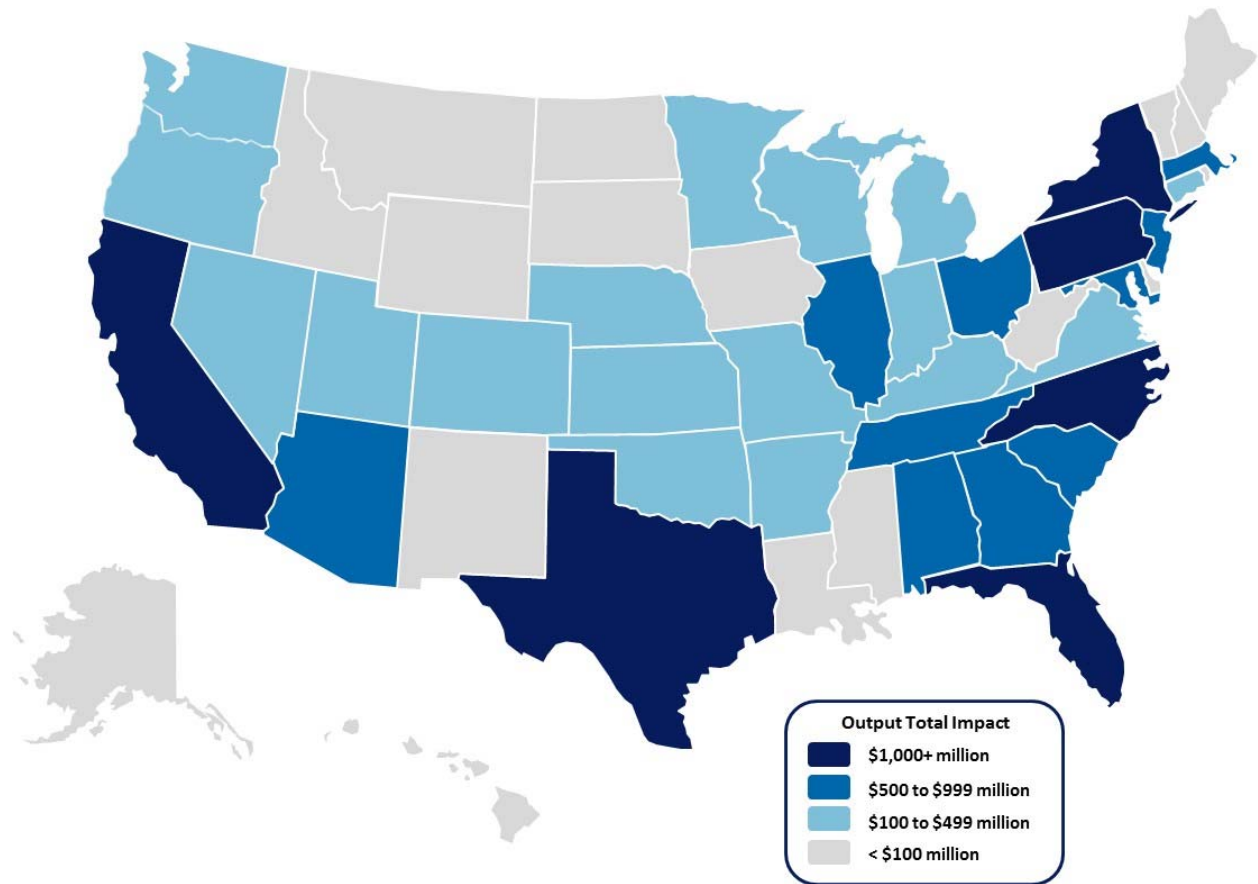 Output Total Impact
$1,000+ million
$500 to $999 million
$100 to $499 million
< $100 million